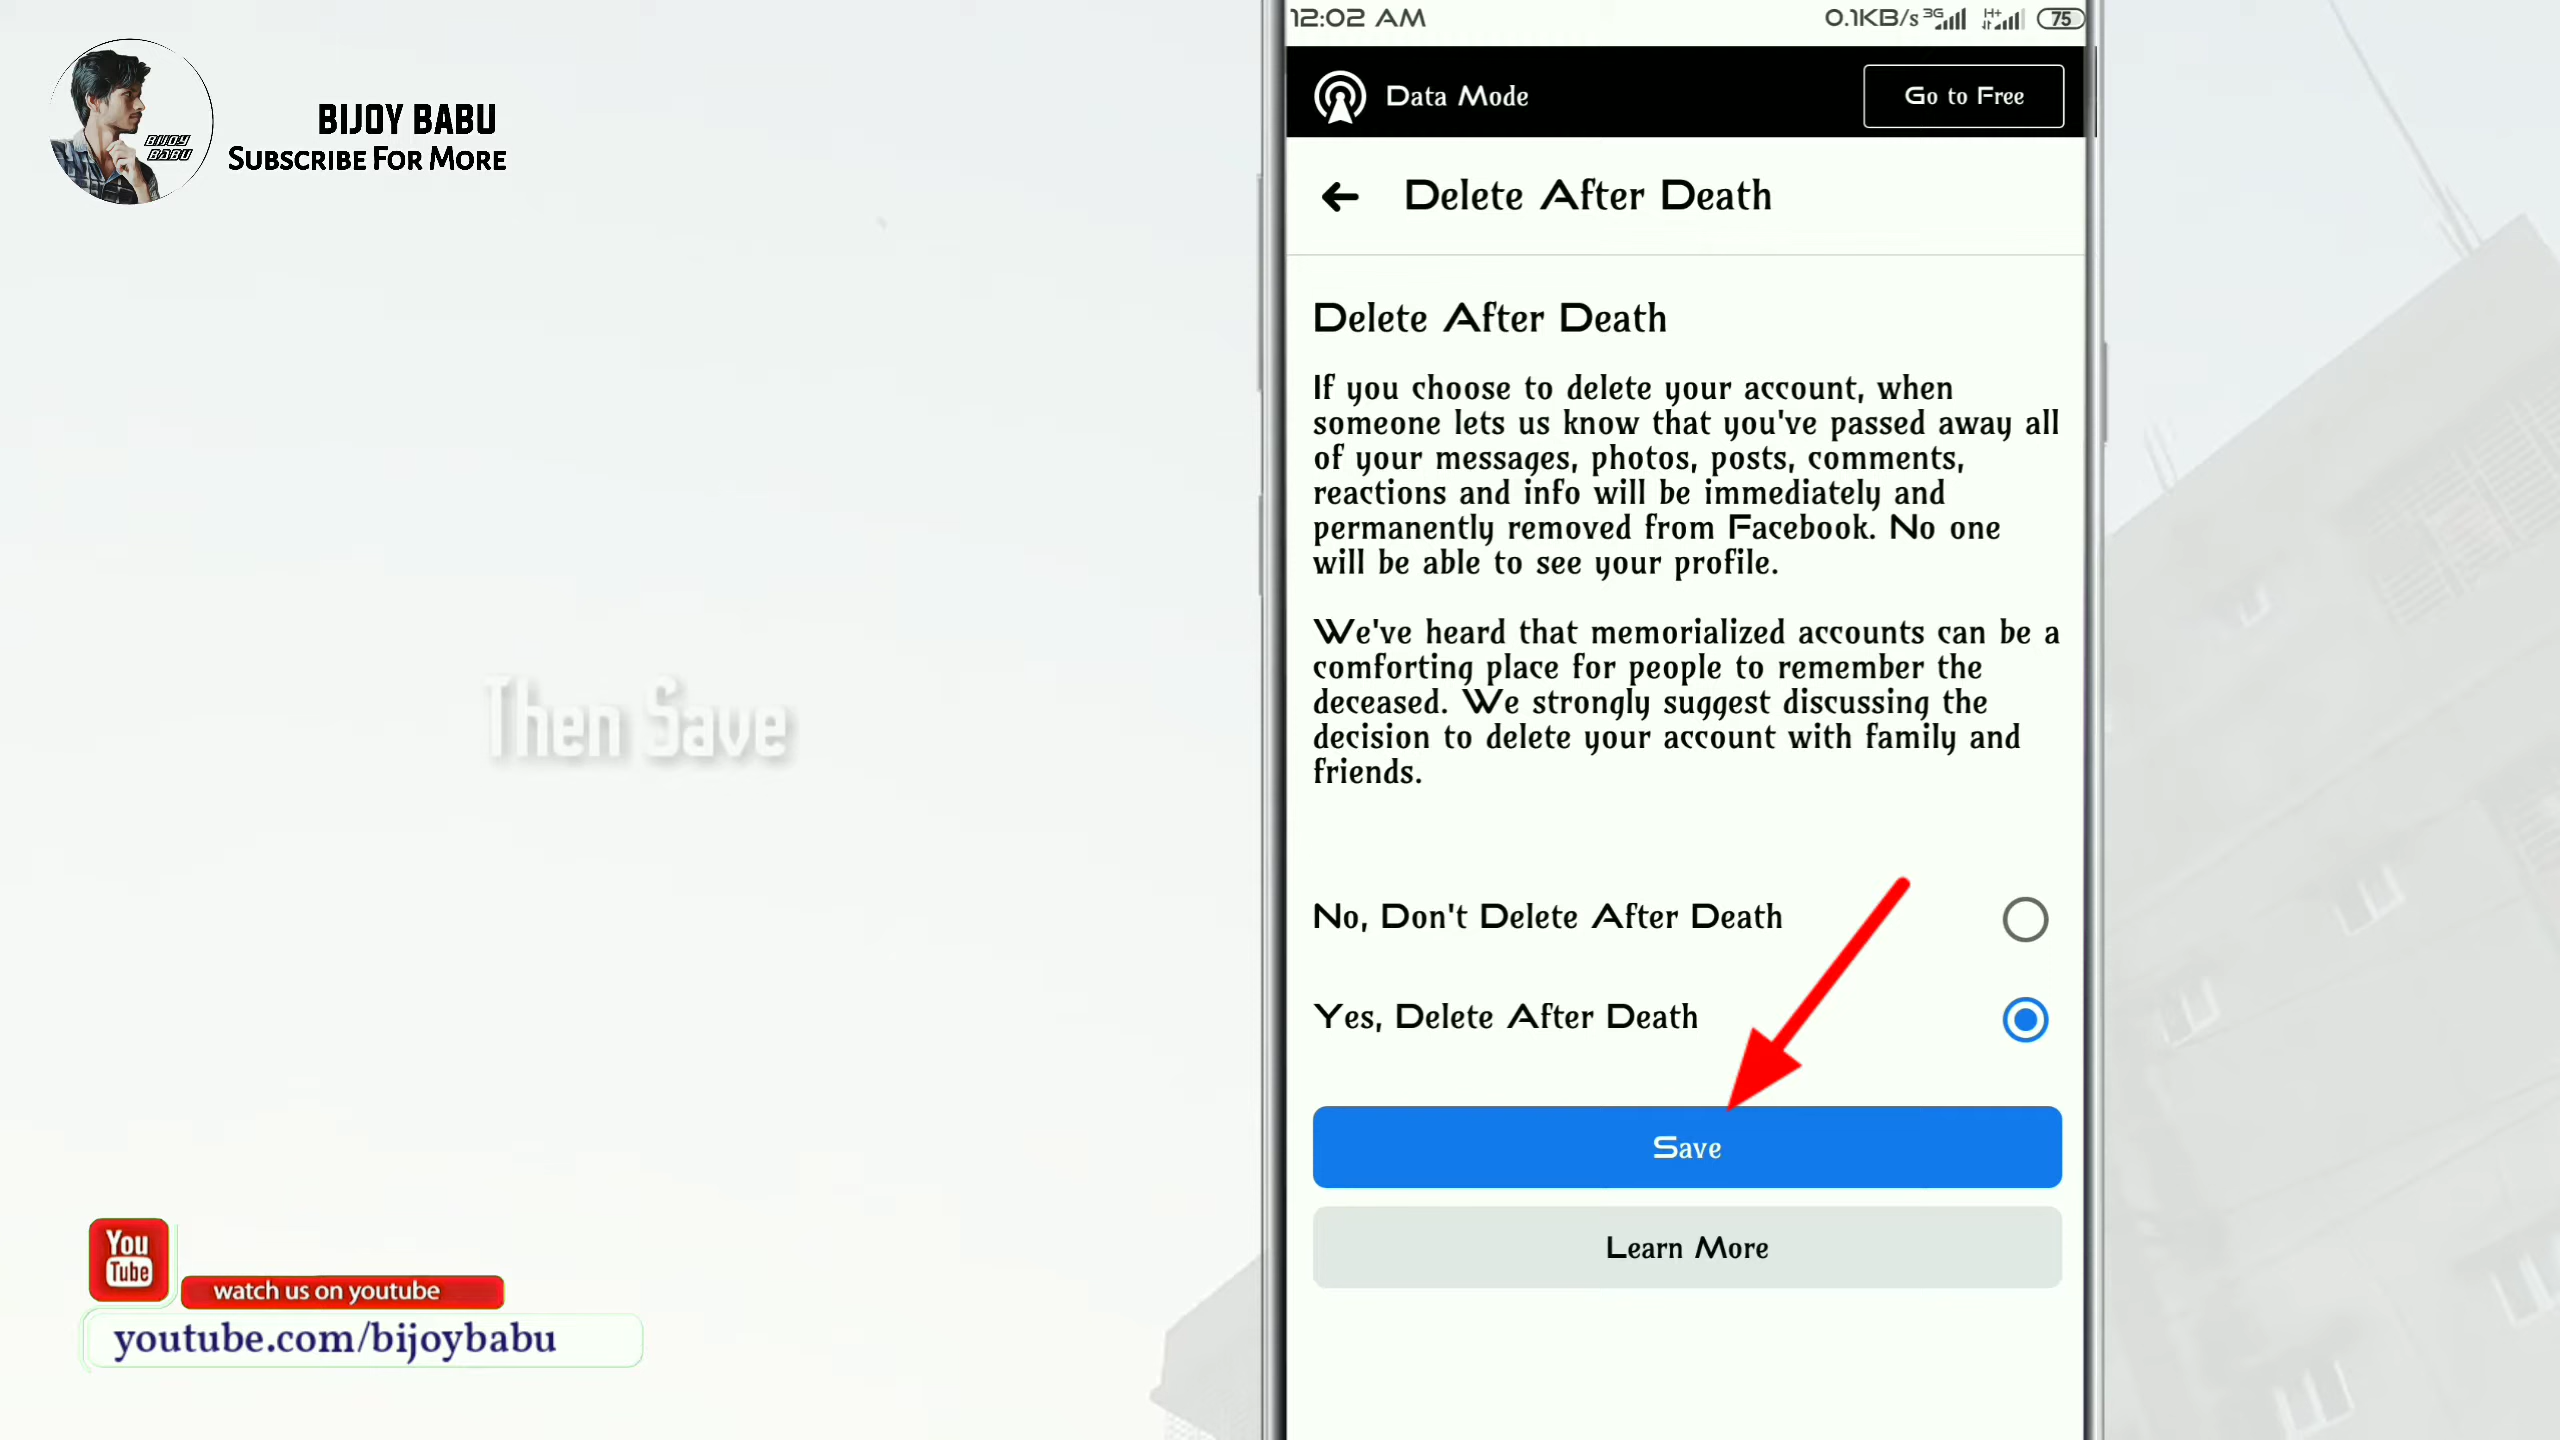 12:02 AM
0.1KB/s 3G H+ 75
BIJOY BABU
SUBSCRIBE FOR MORE
BIJOY
BABU
Data Mode
Go to Free
Delete After Death
Delete After Death
If you choose to delete your account, when
someone lets us know that you've passed away all
of your messages, photos, posts, comments,
reactions and info will be immediately and
permanently removed from Facebook. No one
will be able to see your profile.
We've heard that memorialized accounts can be a
comforting place for people to remember the
deceased. We strongly suggest discussing the
decision to delete your account with family and
friends.
Then Save
No, Don't Delete After Death
Yes, Delete After Death
Save
Learn More
You
Tube
watch us on youtube
youtube.com/bijoybabu